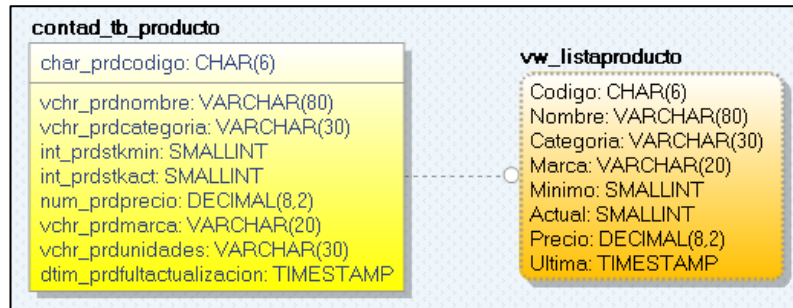 contad_tb_producto
char_prdcodigo: CHAR(6)
vchr_prdnombre: VARCHAR(80)
vchr_prdcategoria: VARCHAR(30)
int_prdstkmin: SMALLINT
int_prdstkact: SMALLINT
num_prdprecio: DECIMAL(8,2)
vchr_prdmarca: VARCHAR(20)
vchr_prdunidades: VARCHAR(30)
dtim_prdfultactualizacion: TIMESTAMP
vw_listaproducto
Codigo: CHAR(6)
Nombre: VARCHAR(80)
Categoria: VARCHAR(30)
Marca: VARCHAR(20)
Minimo: SMALLINT
Actual: SMALLINT
Precio: DECIMAL(8,2)
Ultima: TIMESTAMP